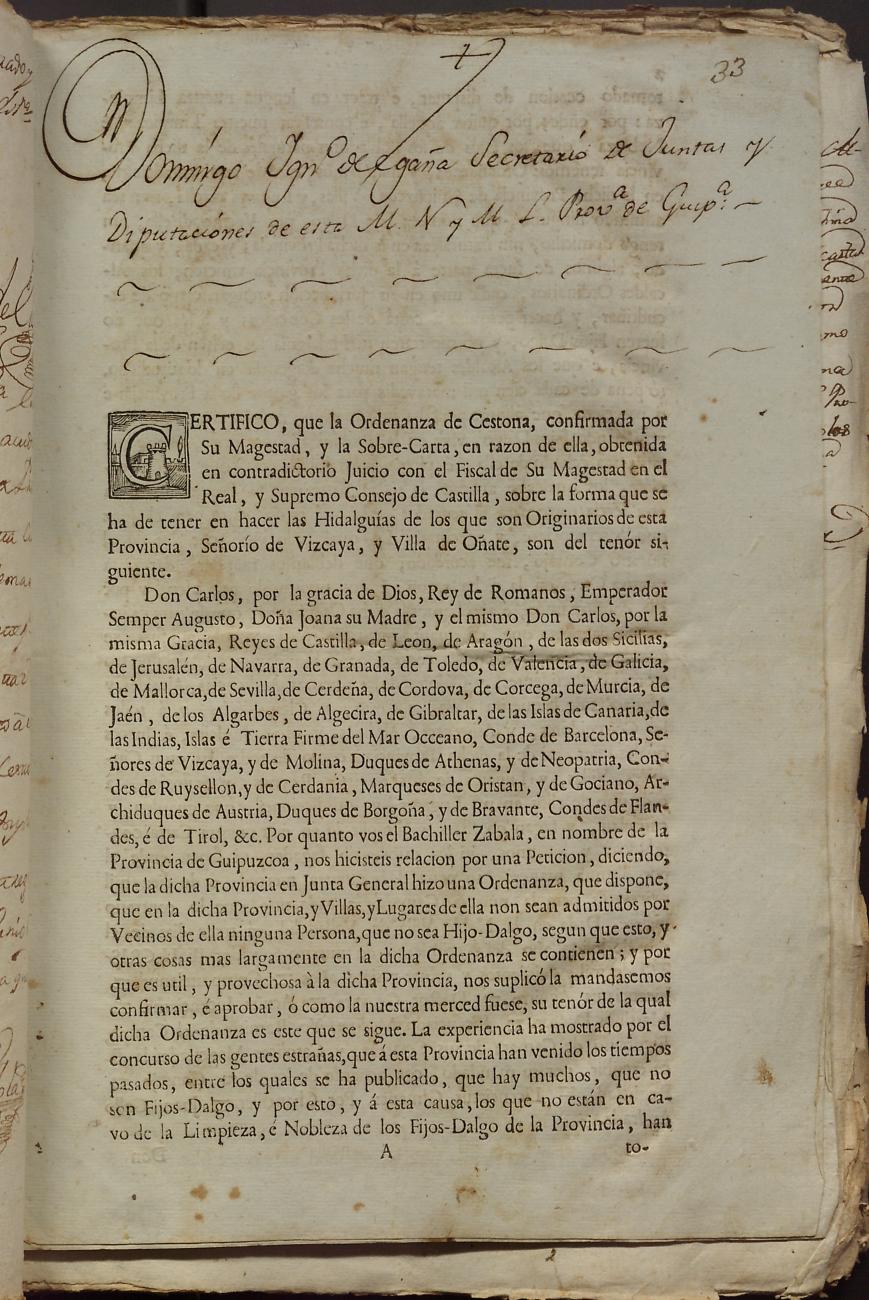 33
Domingo Ign.º de Egaña Secretario de Juntas y
Diputaciónes de esta M. N y M. L. Prov.ª de Guip.ª
CERTIFICO, que la Ordenanza de Cestona, confirmada por
Su Magestad, y la Sobre-Carta, en razon de ella, obtenida
en contradictorio Juicio con el Fiscal de Su Magestad en el
Real, y Supremo Consejo de Castilla, sobre la forma que se
ha de tener en hacer las Hidalguías de los que son Originarios de esta
Provincia, Señorío de Vizcaya, y Villa de Oñate, son del tenór si-
guiente.
Don Carlos, por la gracia de Dios, Rey de Romanos, Emperador
Semper Augusto, Doña Joana su Madre, y el mismo Don Carlos, por la
misma Gracia, Reyes de Castilla, de Leon, de Aragón, de las dos Sicilias,
de Jerusalén, de Navarra, de Granada, de Toledo, de Valencia, de Galicia,
de Mallorca, de Sevilla, de Cerdeña, de Cordova, de Corcega, de Murcia, de
Jaén, de los Algarbes, de Algecira, de Gibraltar, de las Islas de Canaria, de
las Indias, Islas é Tierra Firme del Mar Occeano, Conde de Barcelona, Se-
ñores de Vizcaya, y de Molina, Duques de Athenas, y de Neopatria, Con-
des de Ruysellon, y de Cerdania, Marqueses de Oristan, y de Gociano, Ar-
chiduques de Austria, Duques de Borgoña, y de Bravante, Condes de Flan-
des, é de Tirol, &c. Por quanto vos el Bachiller Zabala, en nombre de la
Provincia de Guipuzcoa, nos hicisteis relacion por una Peticion, diciendo,
que la dicha Provincia en Junta General hizo una Ordenanza, que dispone,
que en la dicha Provincia, y Villas, y Lugares de ella non sean admitidos por
Vecinos de ella ninguna Persona, que no sea Hijo-Dalgo, segun que esto, y
otras cosas mas largamente en la dicha Ordenanza se contienen; y por
que es util, y provechosa à la dicha Provincia, nos suplicó la mandasemos
confirmar, é aprobar, ó como la nuestra merced fuese, su tenór de la qual
dicha Ordenanza es este que se sigue. La experiencia ha mostrado por el
concurso de las gentes estrañas, que á esta Provincia han venido los tiempos
pasados, entre los quales se ha publicado, que hay muchos, que no
son Fijos-Dalgo, y por esto, y á esta causa, los que no están en ca-
vo de la Limpieza, é Nobleza de los Fijos-Dalgo de la Provincia, han
A to-
2